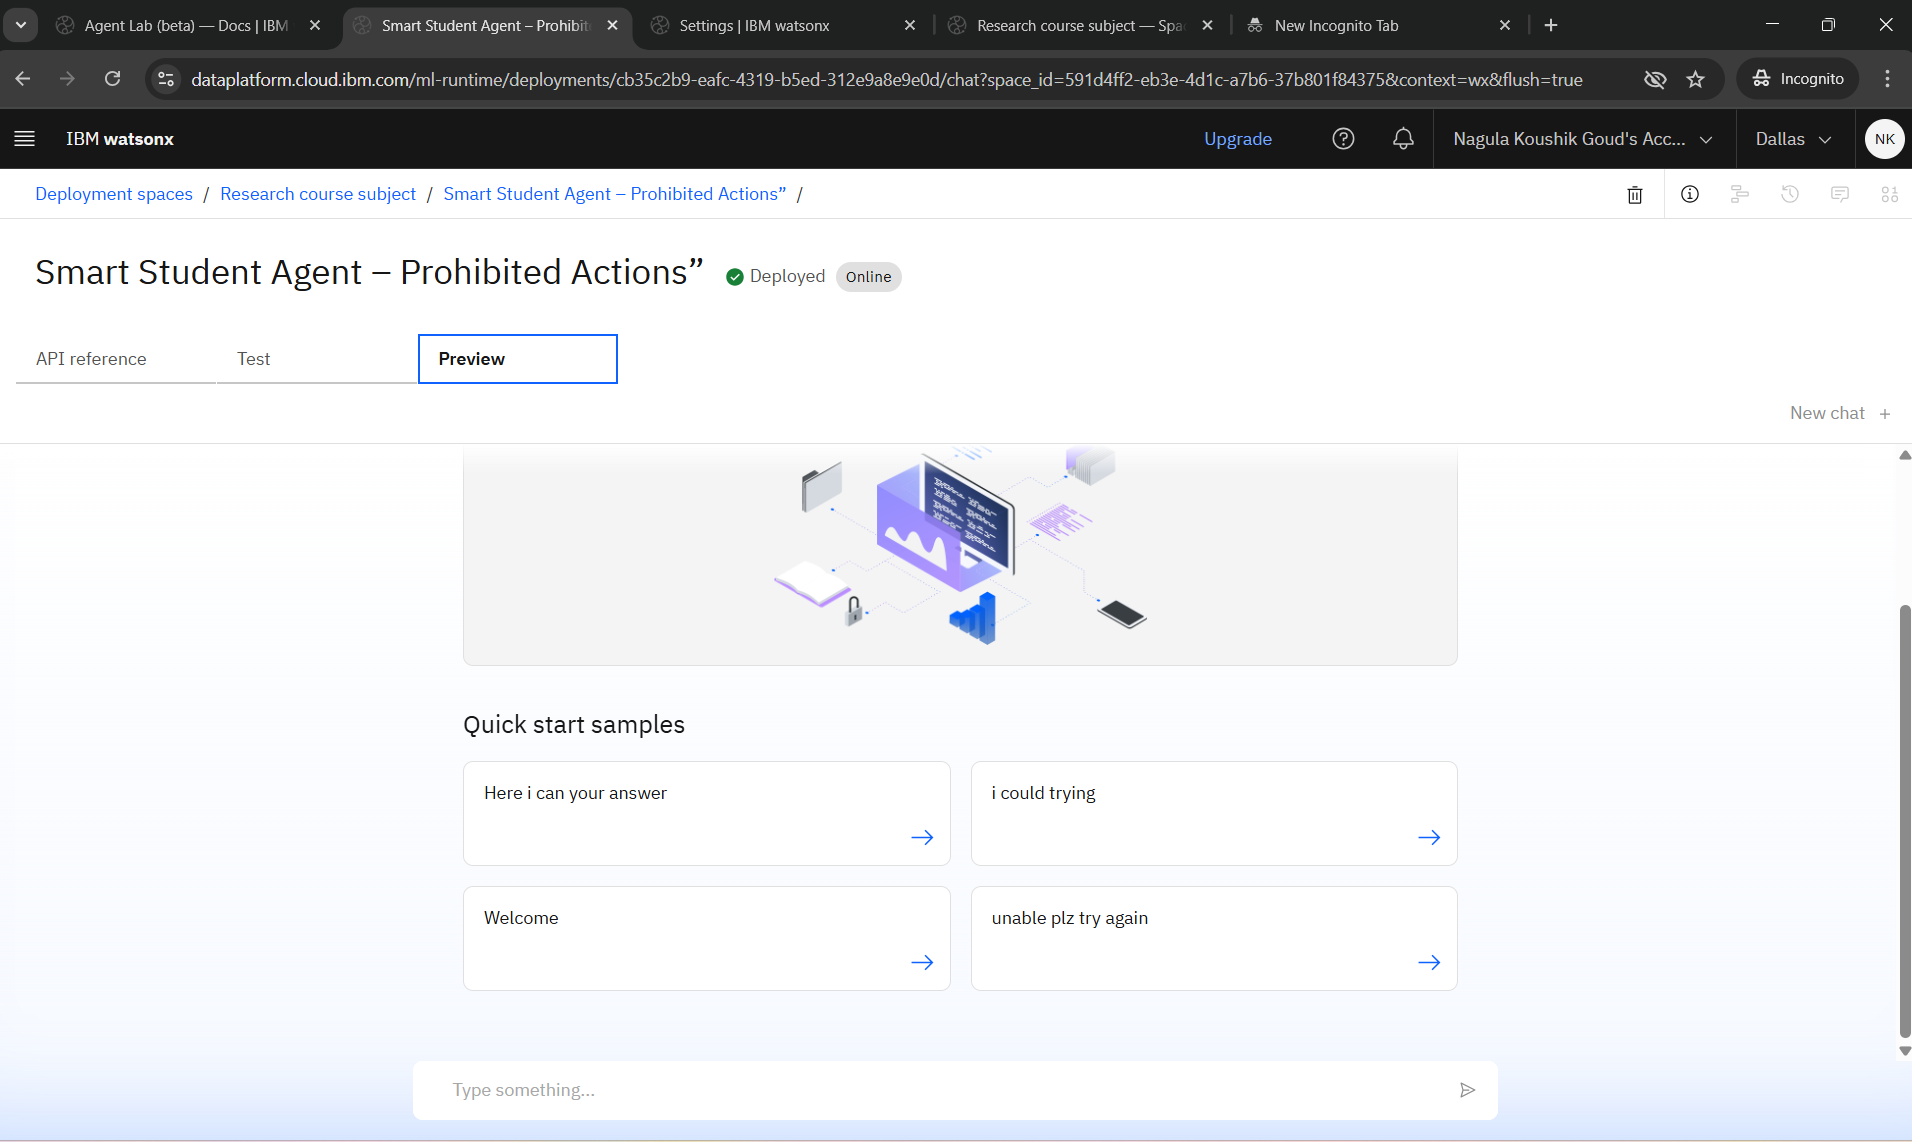 Agent Lab (beta) — Docs | IBM
Smart Student Agent – Prohibit
Settings | IBM watsonx
Research course subject — Spa
New Incognito Tab
dataplatform.cloud.ibm.com/ml-runtime/deployments/cb35c2b9-eafc-4319-b5ed-312e9a8e9e0d/chat?space_id=591d4ff2-eb3e-4d1c-a7b6-37b801f84375&context=wx&flush=true
Incognito
IBM watsonx
Upgrade
Nagula Koushik Goud's Acc...
Dallas
NK
Deployment spaces / Research course subject / Smart Student Agent – Prohibited Actions” /
Smart Student Agent – Prohibited Actions”
Deployed
Online
API reference
Test
Preview
New chat +
Quick start samples
Here i can your answer
i could trying
Welcome
unable plz try again
Type something...